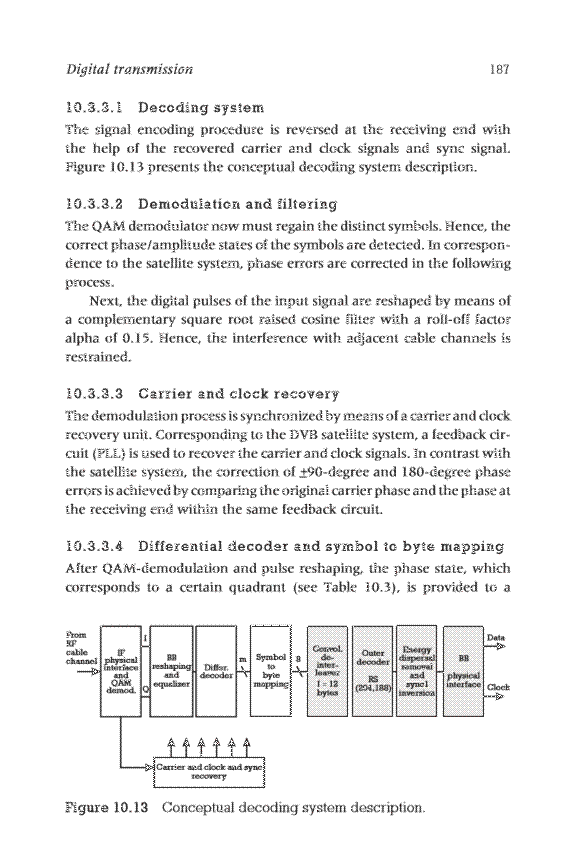 Digital transmission 187
10.3.3.1 Decoding system
The signal encoding procedure is reversed at the receiving end with
the help of the recovered carrier and clock signals and sync signal.
Figure 10.13 presents the conceptual decoding system description.
10.3.3.2 Demodulation and filtering
The QAM demodulator now must regain the distinct symbols. Hence, the
correct phase/amplitude states of the symbols are detected. In correspon-
dence to the satellite system, phase errors are corrected in the following
process.
Next, the digital pulses of the input signal are reshaped by means of
a complementary square root raised cosine filter with a roll-off factor
alpha of 0.15. Hence, the interference with adjacent cable channels is
restrained.
10.3.3.3 Carrier and clock recovery
The demodulation process is synchronized by means of a carrier and clock
recovery unit. Corresponding to the DVB satellite system, a feedback cir-
cuit (PLL) is used to recover the carrier and clock signals. In contrast with
the satellite system, the correction of ±90-degree and 180-degree phase
errors is achieved by comparing the original carrier phase and the phase at
the receiving end within the same feedback circuit.
10.3.3.4 Differential decoder and symbol to byte mapping
After QAM-demodulation and pulse reshaping, the phase state, which
corresponds to a certain quadrant (see Table 10.3), is provided to a
From
RF
cable
channel
IF
physical
interface
and
QAM
demod.
I
Q
BB
reshaping
and
equalizer
Differ.
decoder
m
Symbol
to
byte
mapping
8
Convol.
de-
inter-
leaver
I = 12
bytes
Outer
decoder
RS
(204,188)
Energy
dispersal
removal
and
sync1
inversion
BB
physical
interface
Data
Clock
Carrier and clock and sync
recovery
Figure 10.13 Conceptual decoding system description.